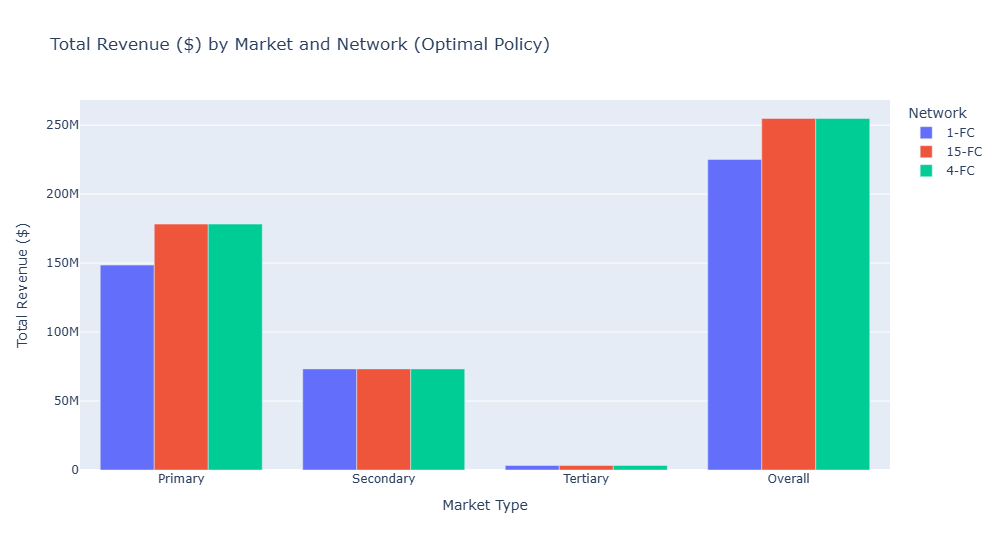 Total Revenue ($) by Market and Network (Optimal Policy)
Network
1-FC
15-FC
4-FC
250M
200M
150M
100M
50M
0
Total Revenue ($)
Primary
Secondary
Tertiary
Overall
Market Type